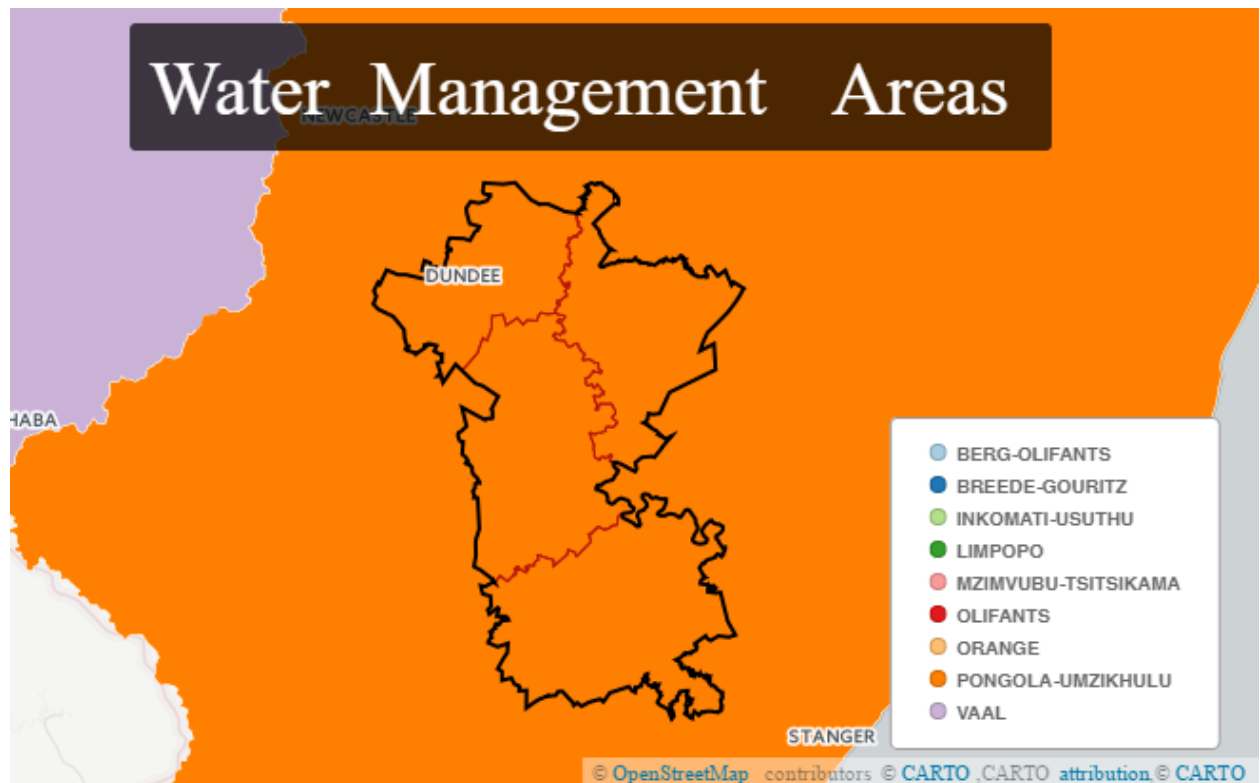 Water Management Areas
NEWCASTLE
DUNDEE
HABA
BERG-OLIFANTS
BREEDE-GOURITZ
INKOMATI-USUTHU
LIMPOPO
MZIMVUBU-TSITSIKAMA
OLIFANTS
ORANGE
PONGOLA-UMZIKHULU
VAAL
STANGER
© OpenStreetMap contributors © CARTO ,CARTO attribution,© CARTO